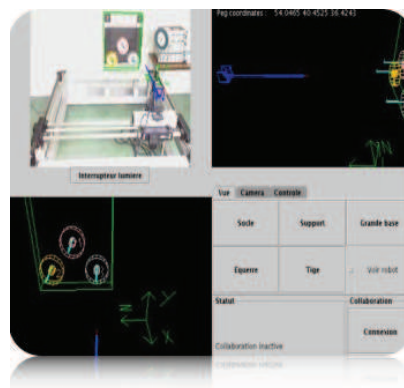 Peg coordinates : 54.0465 40.4525 36.4243
Interrupteur lumiere
Vue Camera Controle
Socle Support Grande base
Equerre Tige Voir robot
Statut Collaboration
Connexion
Collaboration inactive
Z Y
X